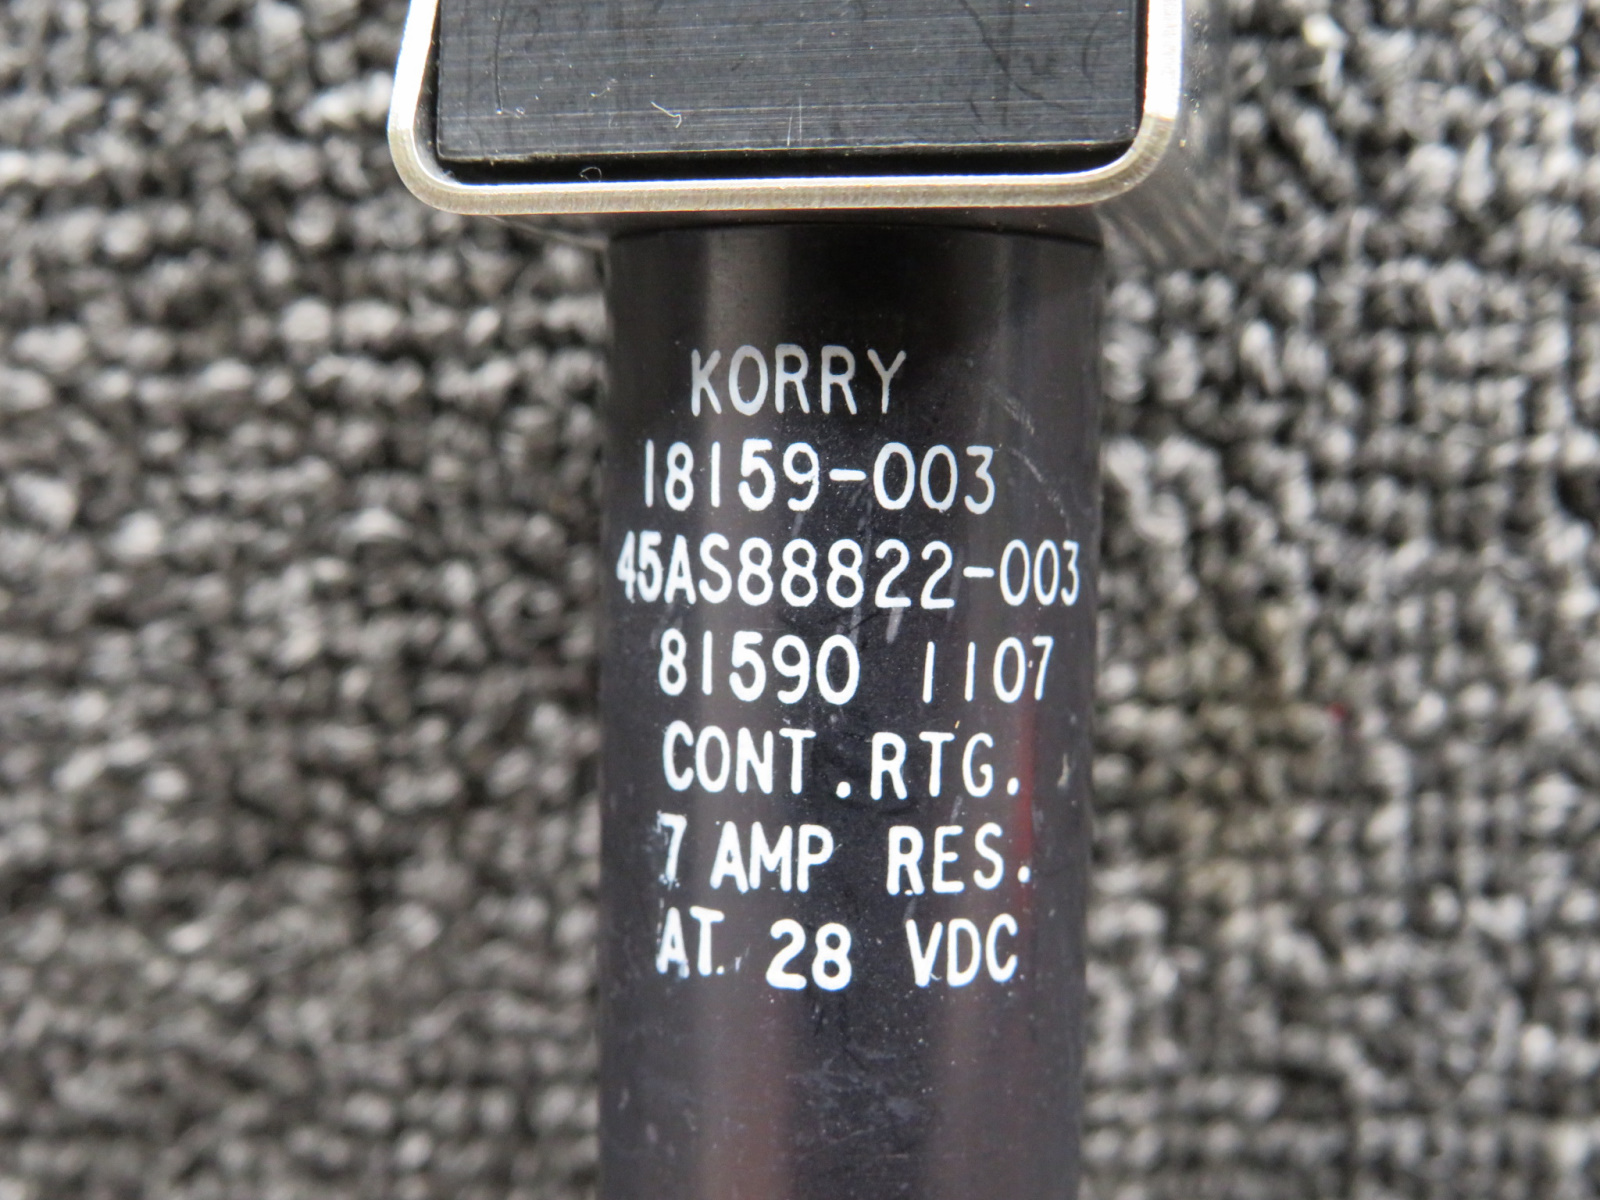 KORRY
18159-003
45AS88822-003
81590 1107
CONT. RTG.
7 AMP RES.
AT 28 VDC